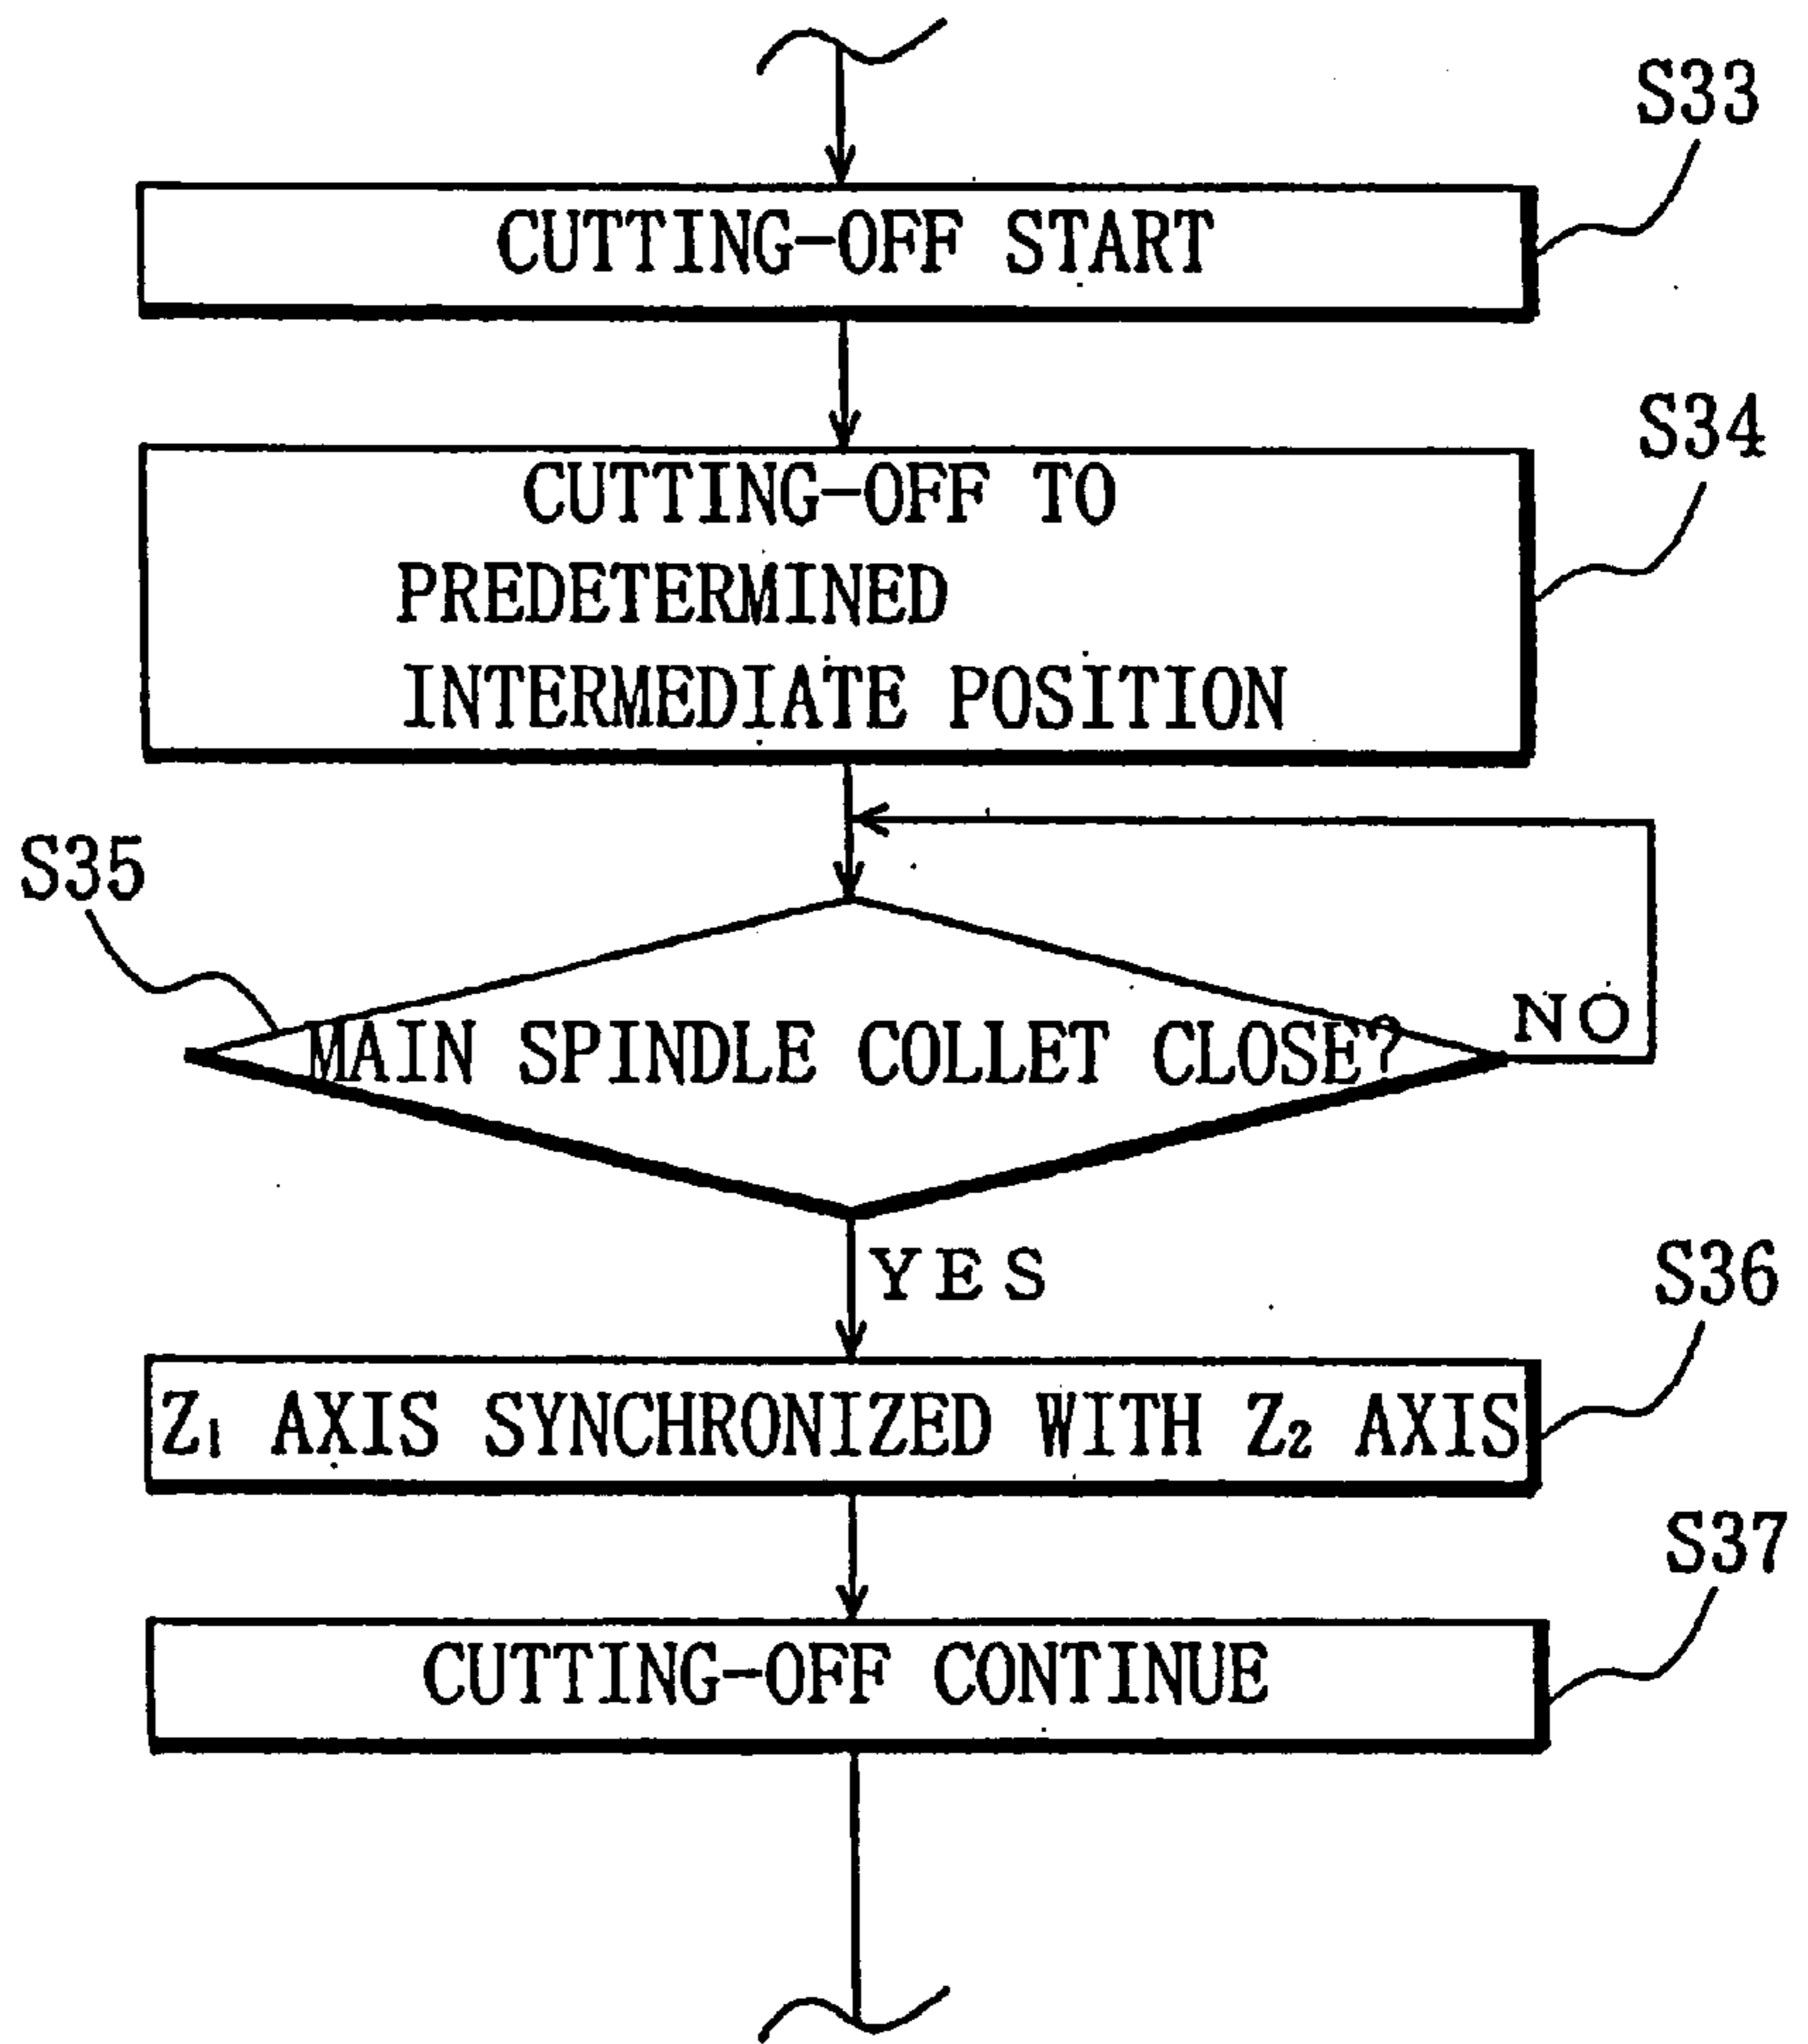 S33
CUTTING-OFF START
S34
CUTTING-OFF TO
PREDETERMINED
INTERMEDIATE POSITION
S35
MAIN SPINDLE COLLET CLOSE?
NO
YES
S36
Z₁ AXIS SYNCHRONIZED WITH Z₂ AXIS
S37
CUTTING-OFF CONTINUE